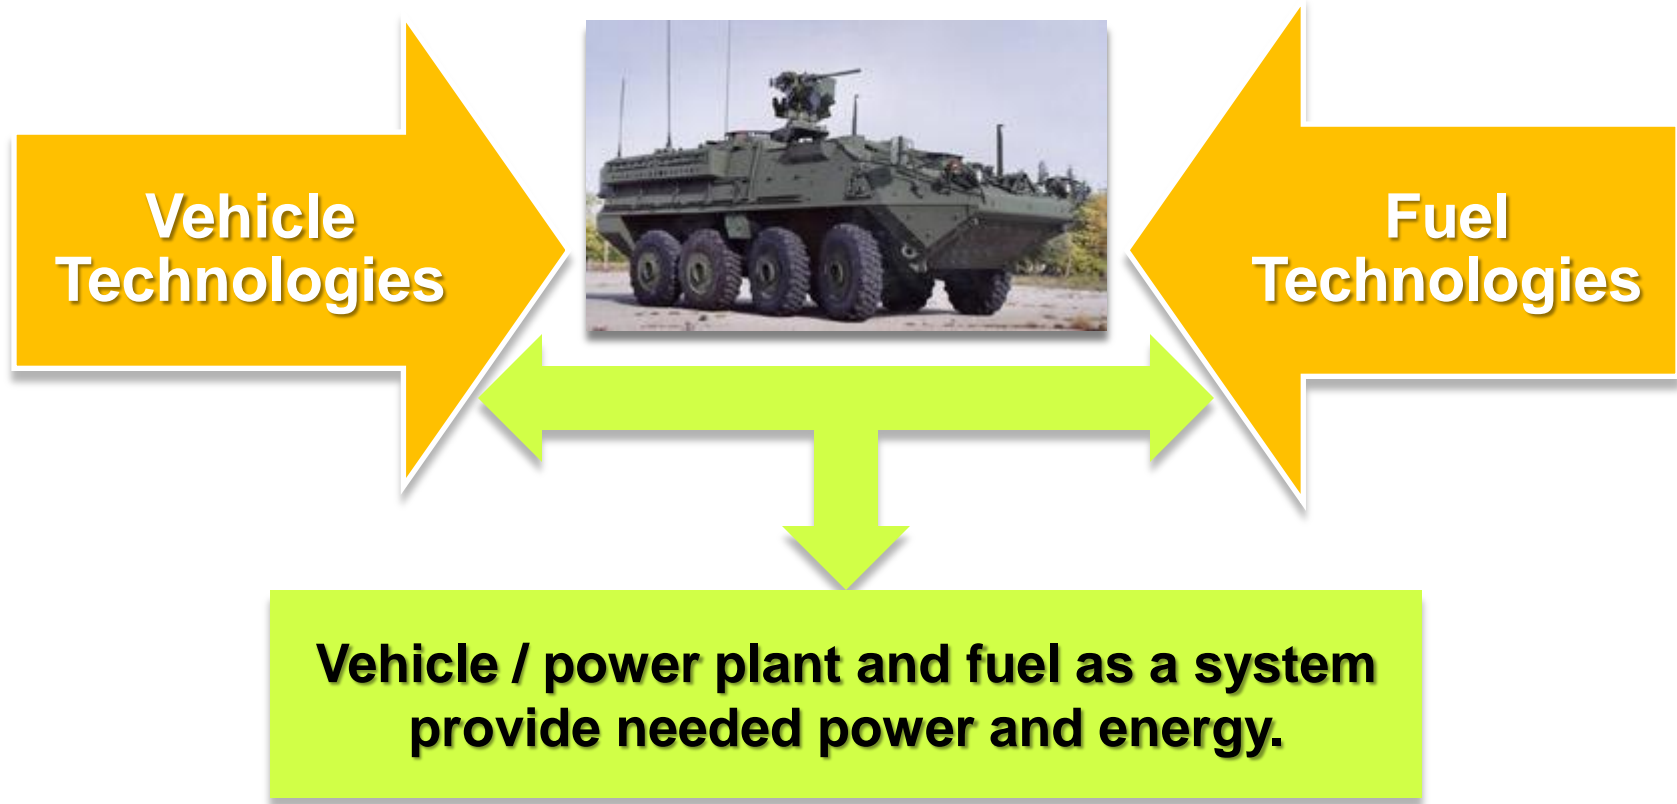 Vehicle
Technologies
Fuel
Technologies
Vehicle / power plant and fuel as a system
provide needed power and energy.